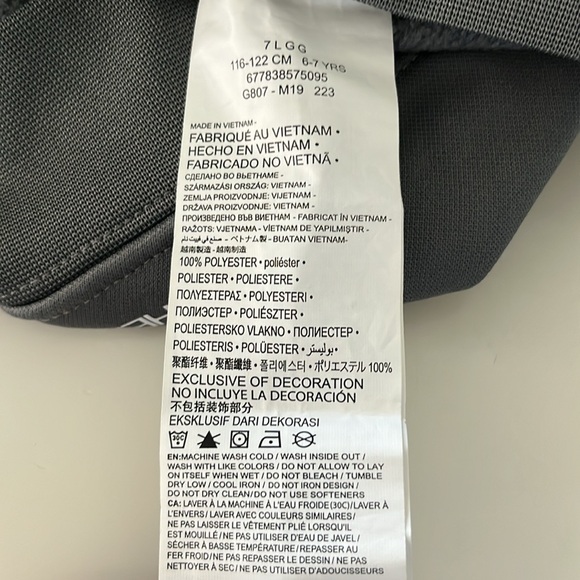 7LGG
116-122 CM 6-7 YRS
677838575095
G807 - M19 223
MADE IN VIETNAM •
FABRIQUÉ AU VIETNAM •
HECHO EN VIETNAM •
FABRICADO NO VIETNÃ •
СДЕЛАНО ВО ВЬЕТНАМЕ -
SZÁRMAZÁSI ORSZÁG: VIETNAM -
ZEMLJA PROIZVODNJE: VIJETNAM -
DRŽAVA PROIZVODNJE: VIETNAM -
ПРОИЗВЕДЕНО ВЪВ ВИЕТНАМ - FABRICAT ÎN VIETNAM -
RAŽOTS: VJETNAMA - VİETNAM DE YAPILMIŞTIR -
صنع في فييت نام - ベトナム製 - BUATAN VIETNAM-
越南製造 - 越南制造
100% POLYESTER • poliéster •
POLIESTER • POLIESTERE •
ΠΟΛΥΕΣΤΕΡΑΣ • POLYESTERI •
ПОЛИЭСТЕР • POLIÉSZTER •
POLIESTERSKO VLAKNO • ПОЛИЕСТЕР •
POLIESTERIS • POLÜESTER • بوليستر •
聚酯纤维 • 聚酯纖維 • 폴리에스터 • ポリエステル 100%
EXCLUSIVE OF DECORATION
NO INCLUYE LA DECORACIÓN
不包括装饰部分
EKSKLUSIF DARI DEKORASI
EN:MACHINE WASH COLD / WASH INSIDE OUT /
WASH WITH LIKE COLORS / DO NOT ALLOW TO LAY
ON ITSELF WHEN WET / DO NOT BLEACH / TUMBLE
DRY LOW / COOL IRON / DO NOT IRON DESIGN /
DO NOT DRY CLEAN/DO NOT USE SOFTENERS
CA: LAVER À LA MACHINE À L'EAU FROIDE(30C)/LAVER À
L'ENVERS / LAVER AVEC COULEURS SIMILAIRES /
NE PAS LAISSER LE VÊTEMENT PLIÉ LORSQU'IL
EST MOUILLÉ / NE PAS UTILISER D'EAU DE JAVEL /
SÉCHER À BASSE TEMPÉRATURE / REPASSER AU
FER FROID/NE PAS REPASSER LE DESSIN / NE PAS
NETTOYER À SEC / NE PAS UTILISER D'ADOUCISSANT